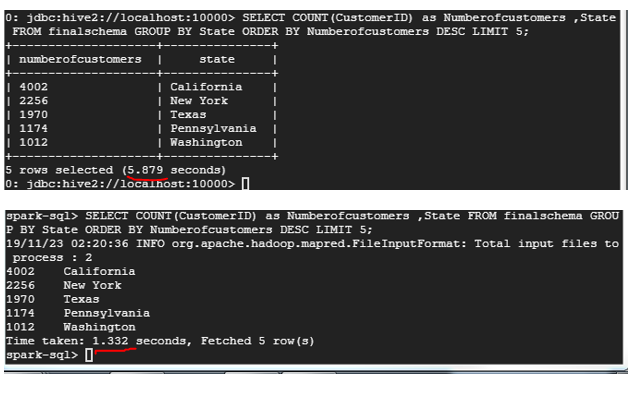 0: jdbc:hive2://localhost:10000> SELECT COUNT(CustomerID) as Numberofcustomers ,State
FROM finalschema GROUP BY State ORDER BY Numberofcustomers DESC LIMIT 5;
+--------------------+---------------+
| numberofcustomers | state |
+--------------------+---------------+
| 4002 | California |
| 2256 | New York |
| 1970 | Texas |
| 1174 | Pennsylvania |
| 1012 | Washington |
+--------------------+---------------+
5 rows selected (5.879 seconds)
0: jdbc:hive2://localhost:10000>
spark-sql> SELECT COUNT(CustomerID) as Numberofcustomers ,State FROM finalschema GROU
P BY State ORDER BY Numberofcustomers DESC LIMIT 5;
19/11/23 02:20:36 INFO org.apache.hadoop.mapred.FileInputFormat: Total input files to
process : 2
4002 California
2256 New York
1970 Texas
1174 Pennsylvania
1012 Washington
Time taken: 1.332 seconds, Fetched 5 row(s)
spark-sql>